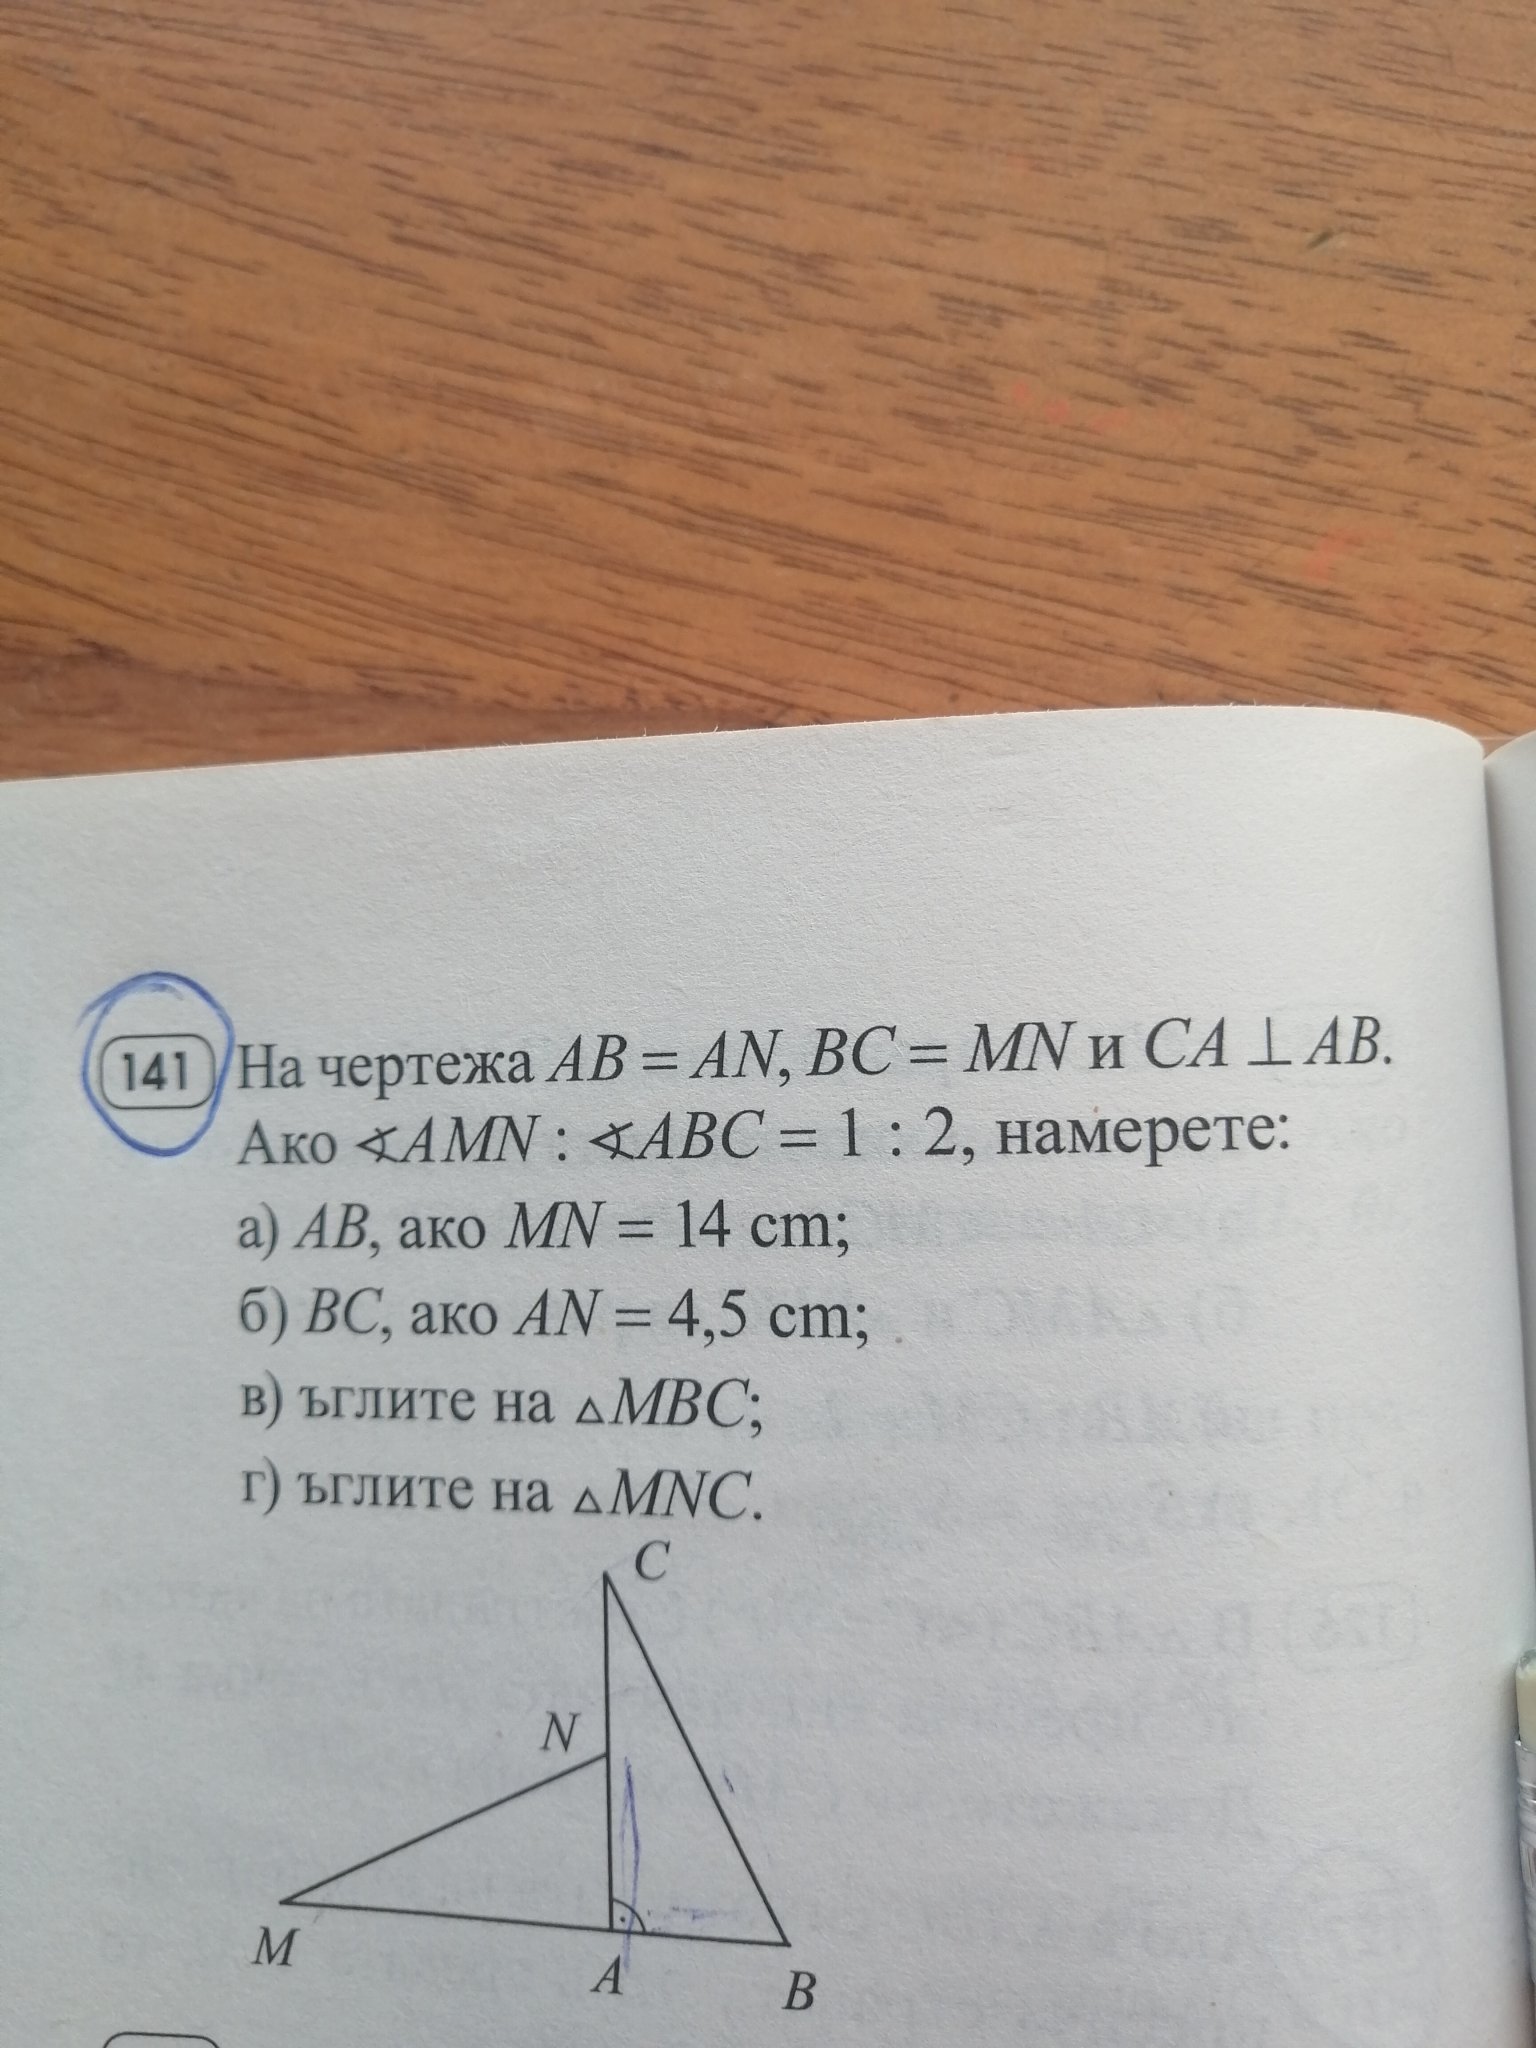 141 На чертежа AB = AN, BC = MN и CA ⊥ AB.
Ако ∢AMN : ∢ABC = 1 : 2, намерете:
а) AB, ако MN = 14 cm;
б) BC, ако AN = 4,5 cm;
в) ъглите на △MBC;
г) ъглите на △MNC.
C
N
M
A
B